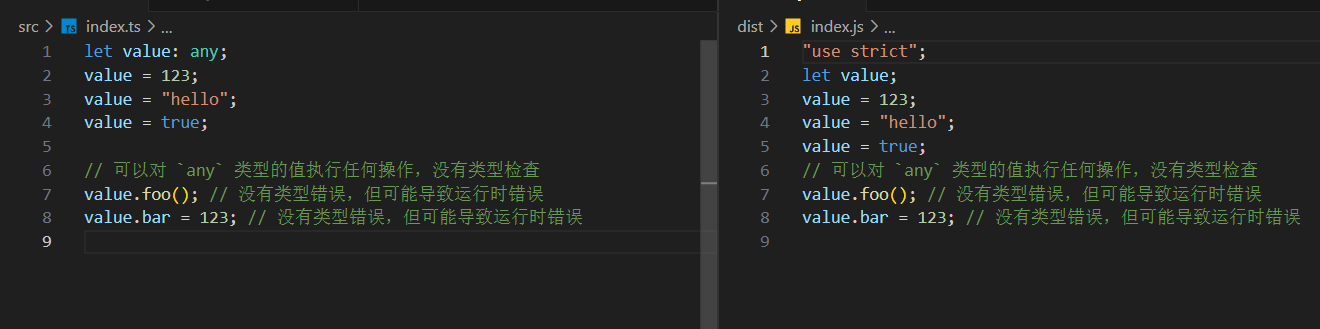 src > TS index.ts > ...
1 let value: any;
2 value = 123;
3 value = "hello";
4 value = true;
5
6 // 可以对 `any` 类型的值执行任何操作，没有类型检查
7 value.foo(); // 没有类型错误，但可能导致运行时错误
8 value.bar = 123; // 没有类型错误，但可能导致运行时错误
9
dist > JS index.js > ...
1 "use strict";
2 let value;
3 value = 123;
4 value = "hello";
5 value = true;
6 // 可以对 `any` 类型的值执行任何操作，没有类型检查
7 value.foo(); // 没有类型错误，但可能导致运行时错误
8 value.bar = 123; // 没有类型错误，但可能导致运行时错误
9